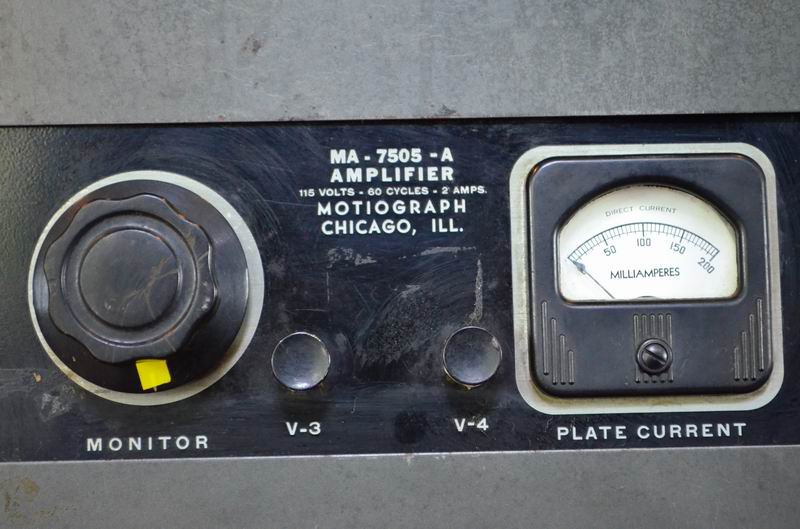 MA - 7505 - A
AMPLIFIER
115 VOLTS - 60 CYCLES - 2 AMPS.
MOTIOGRAPH
CHICAGO, ILL.
DIRECT CURRENT
50 100 150 200
MILLIAMPERES
MONITOR
V-3
V-4
PLATE CURRENT